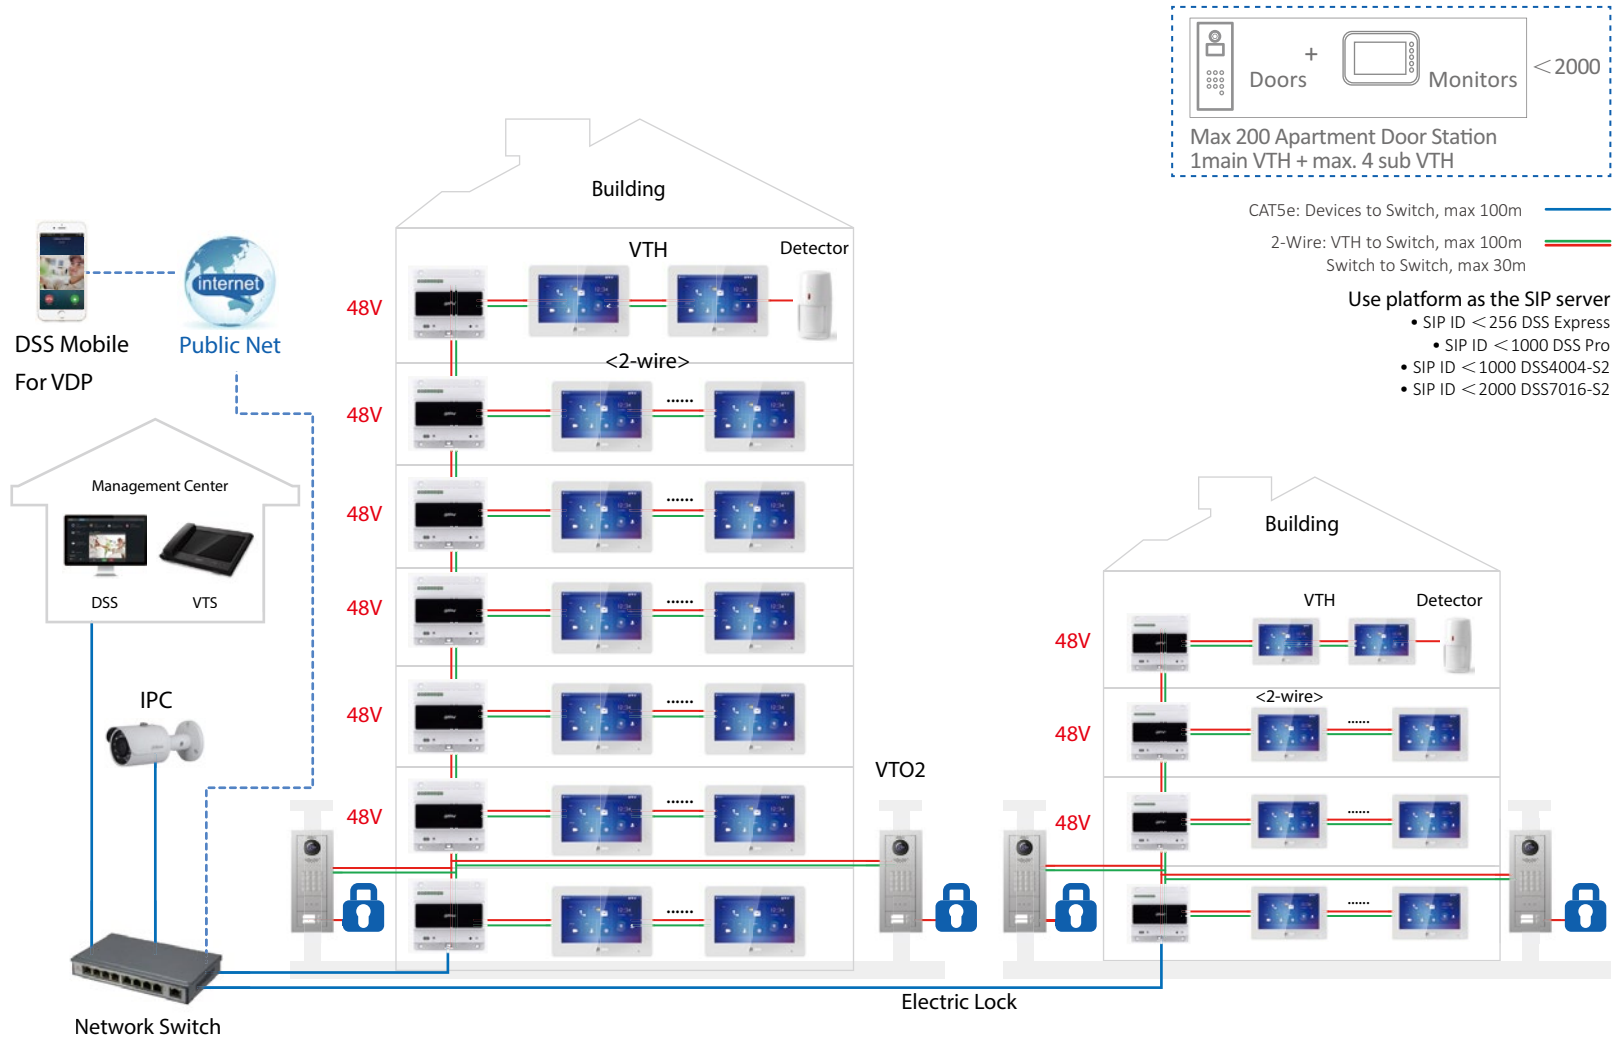 Doors
+
Monitors
<2000
Max 200 Apartment Door Station
1main VTH + max. 4 sub VTH
CAT5e: Devices to Switch, max 100m
2-Wire: VTH to Switch, max 100m
Switch to Switch, max 30m
Use platform as the SIP server
• SIP ID <256 DSS Express
• SIP ID <1000 DSS Pro
• SIP ID <1000 DSS4004-S2
• SIP ID <2000 DSS7016-S2
internet
DSS Mobile
For VDP
Public Net
Management Center
DSS
VTS
IPC
Network Switch
Building
VTH
Detector
48V
<2-wire>
48V
48V
48V
48V
48V
VTO2
Electric Lock
Building
VTH
Detector
48V
<2-wire>
48V
48V